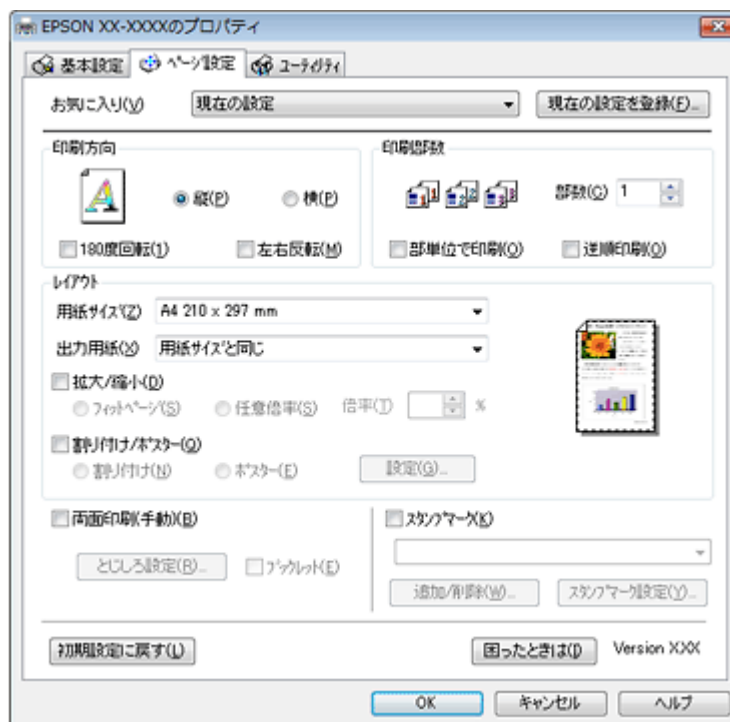 EPSON XX-XXXXのプロパティ
基本設定 ページ設定 ユーティリティ
お気に入り(V) 現在の設定 現在の設定を登録(F)...
印刷方向 印刷部数
縦(P) 横(P) 部数(C) 1
180度回転(1) 左右反転(M) 部単位で印刷(O) 逆順印刷(O)
レイアウト
用紙サイズ(Z) A4 210 x 297 mm
出力用紙(X) 用紙サイズと同じ
拡大/縮小(D)
フィットページ(S) 任意倍率(S) 倍率(T) %
割り付け/ポスター(Q)
割り付け(N) ポスター(E) 設定(G)...
両面印刷(手動)(B) スタンプマーク(K)
とじしろ設定(R)... ブックレット(E)
追加/削除(W)... スタンプマーク設定(Y)...
初期設定に戻す(L) 困ったときは(I) Version X.XX
OK キャンセル ヘルプ